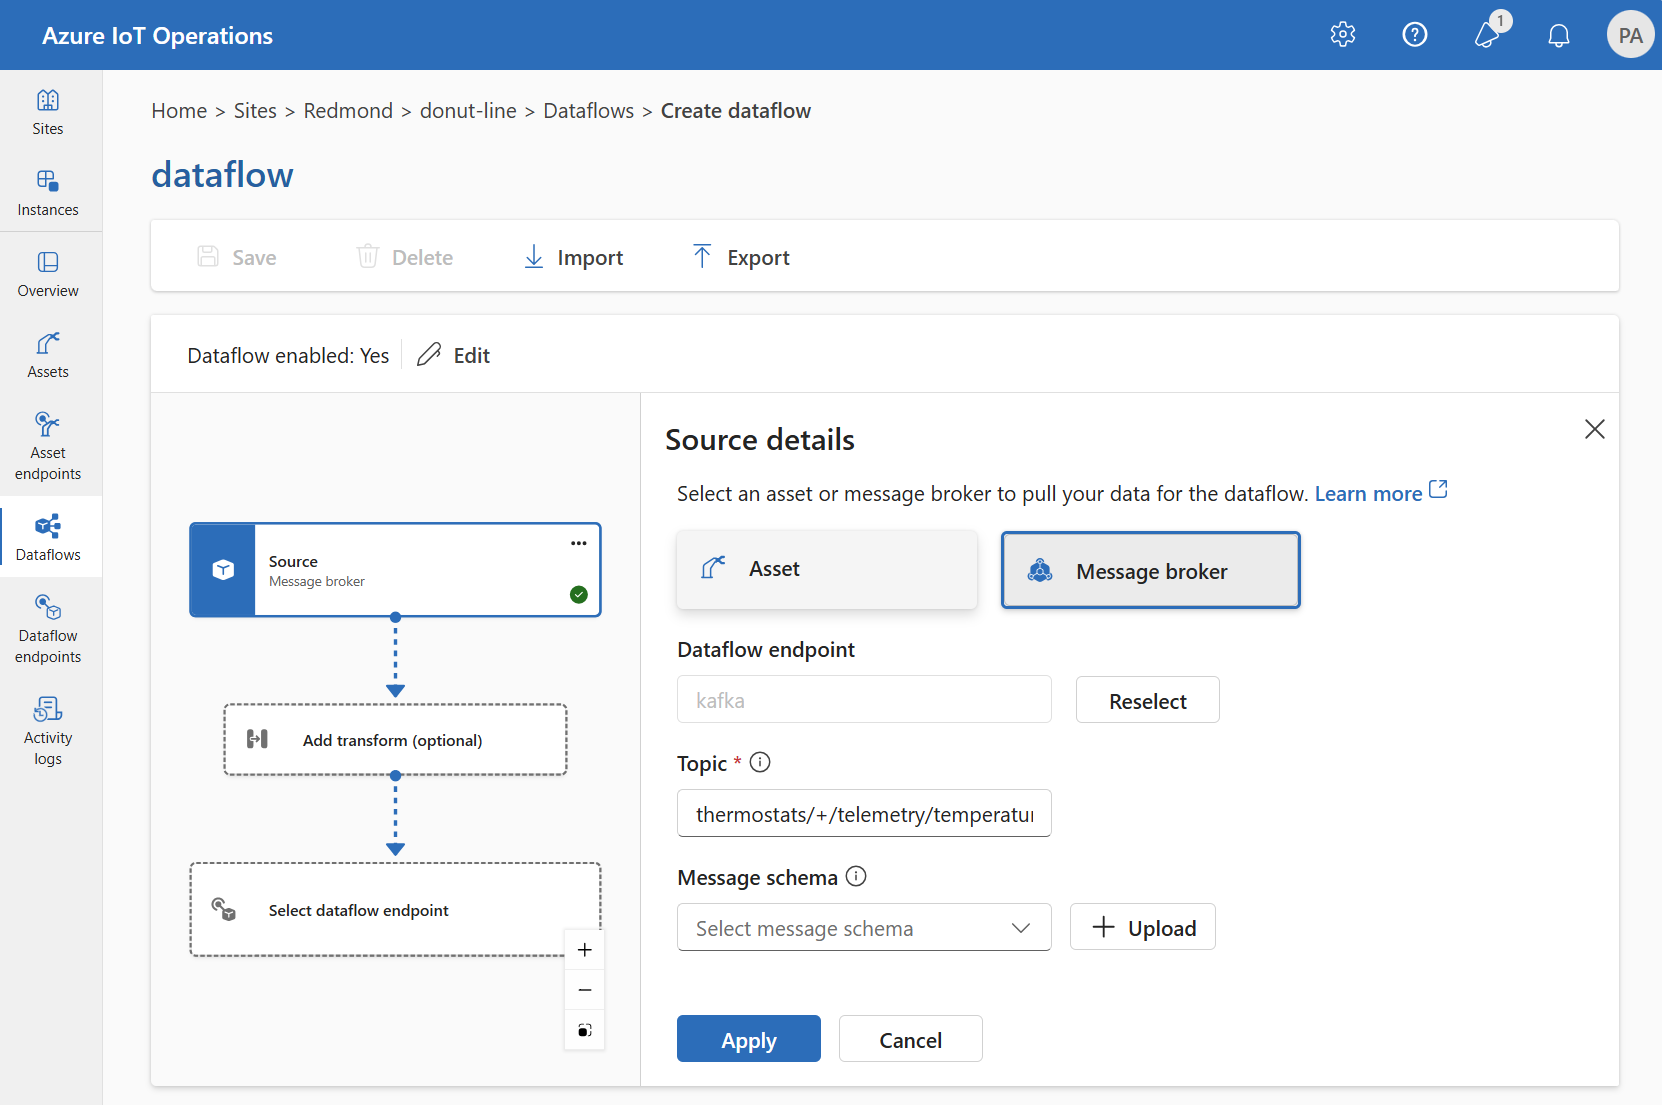 Azure IoT Operations
1
PA
Sites
Instances
Overview
Assets
Asset
endpoints
Dataflows
Dataflow
endpoints
Activity
logs
Home > Sites > Redmond > donut-line > Dataflows > Create dataflow
dataflow
Save
Delete
Import
Export
Dataflow enabled: Yes
Edit
Source
Message broker
Add transform (optional)
Select dataflow endpoint
Source details
Select an asset or message broker to pull your data for the dataflow. Learn more
Asset
Message broker
Dataflow endpoint
kafka
Reselect
Topic *
thermostats/+/telemetry/temperatu
Message schema
Select message schema
Upload
Apply
Cancel